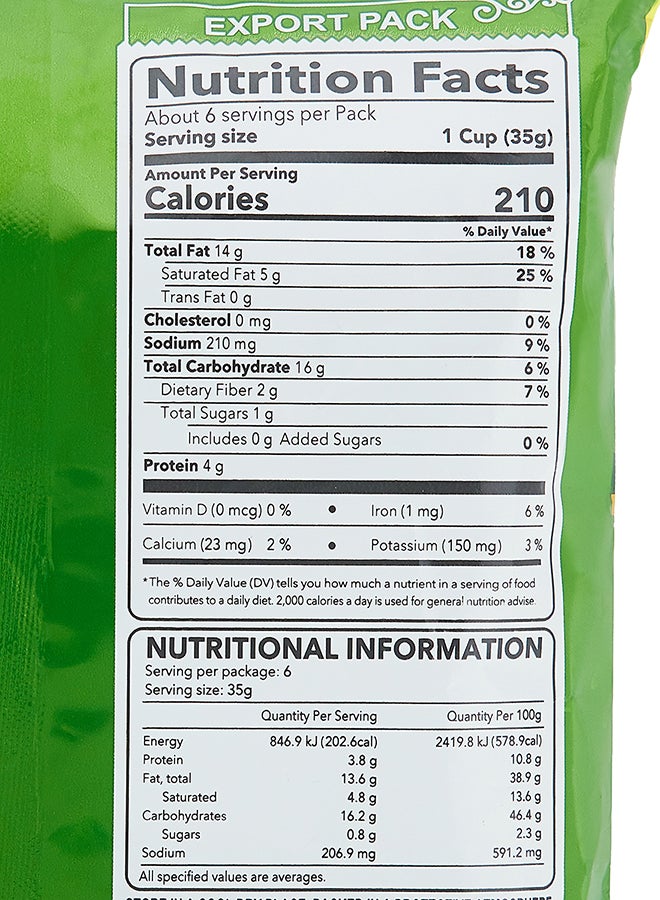 EXPORT PACK
Nutrition Facts
About 6 servings per Pack
Serving size 1 Cup (35g)
Amount Per Serving
Calories 210
% Daily Value*
Total Fat 14 g 18 %
Saturated Fat 5 g 25 %
Trans Fat 0 g
Cholesterol 0 mg 0 %
Sodium 210 mg 9 %
Total Carbohydrate 16 g 6 %
Dietary Fiber 2 g 7 %
Total Sugars 1 g
Includes 0 g Added Sugars 0 %
Protein 4 g
Vitamin D (0 mcg) 0 % • Iron (1 mg) 6 %
Calcium (23 mg) 2 % • Potassium (150 mg) 3 %
*The % Daily Value (DV) tells you how much a nutrient in a serving of food
contributes to a daily diet. 2,000 calories a day is used for general nutrition advise.
NUTRITIONAL INFORMATION
Serving per package: 6
Serving size: 35g
Quantity Per Serving Quantity Per 100g
Energy 846.9 kJ (202.6cal) 2419.8 kJ (578.9cal)
Protein 3.8 g 10.8 g
Fat, total 13.6 g 38.9 g
Saturated 4.8 g 13.6 g
Carbohydrates 16.2 g 46.4 g
Sugars 0.8 g 2.3 g
Sodium 206.9 mg 591.2 mg
All specified values are averages.